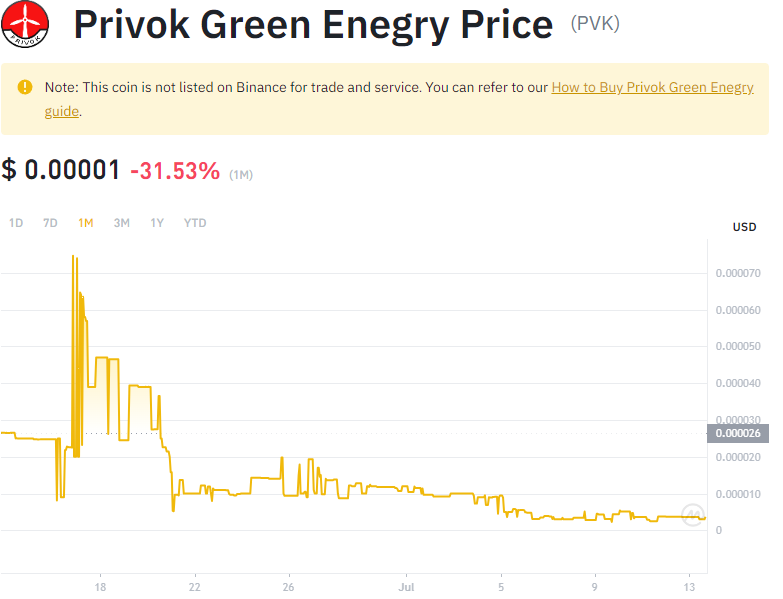 Privok Green Enegry Price (PVK)
PRIVOK
Note: This coin is not listed on Binance for trade and service. You can refer to our How to Buy Privok Green Enegry
guide.
$ 0.00001 -31.53% (1M)
1D 7D 1M 3M 1Y YTD
USD
0.000070
0.000060
0.000050
0.000040
0.000030
0.000026
0.000020
0.000010
0
18 22 26 Jul 5 9 13